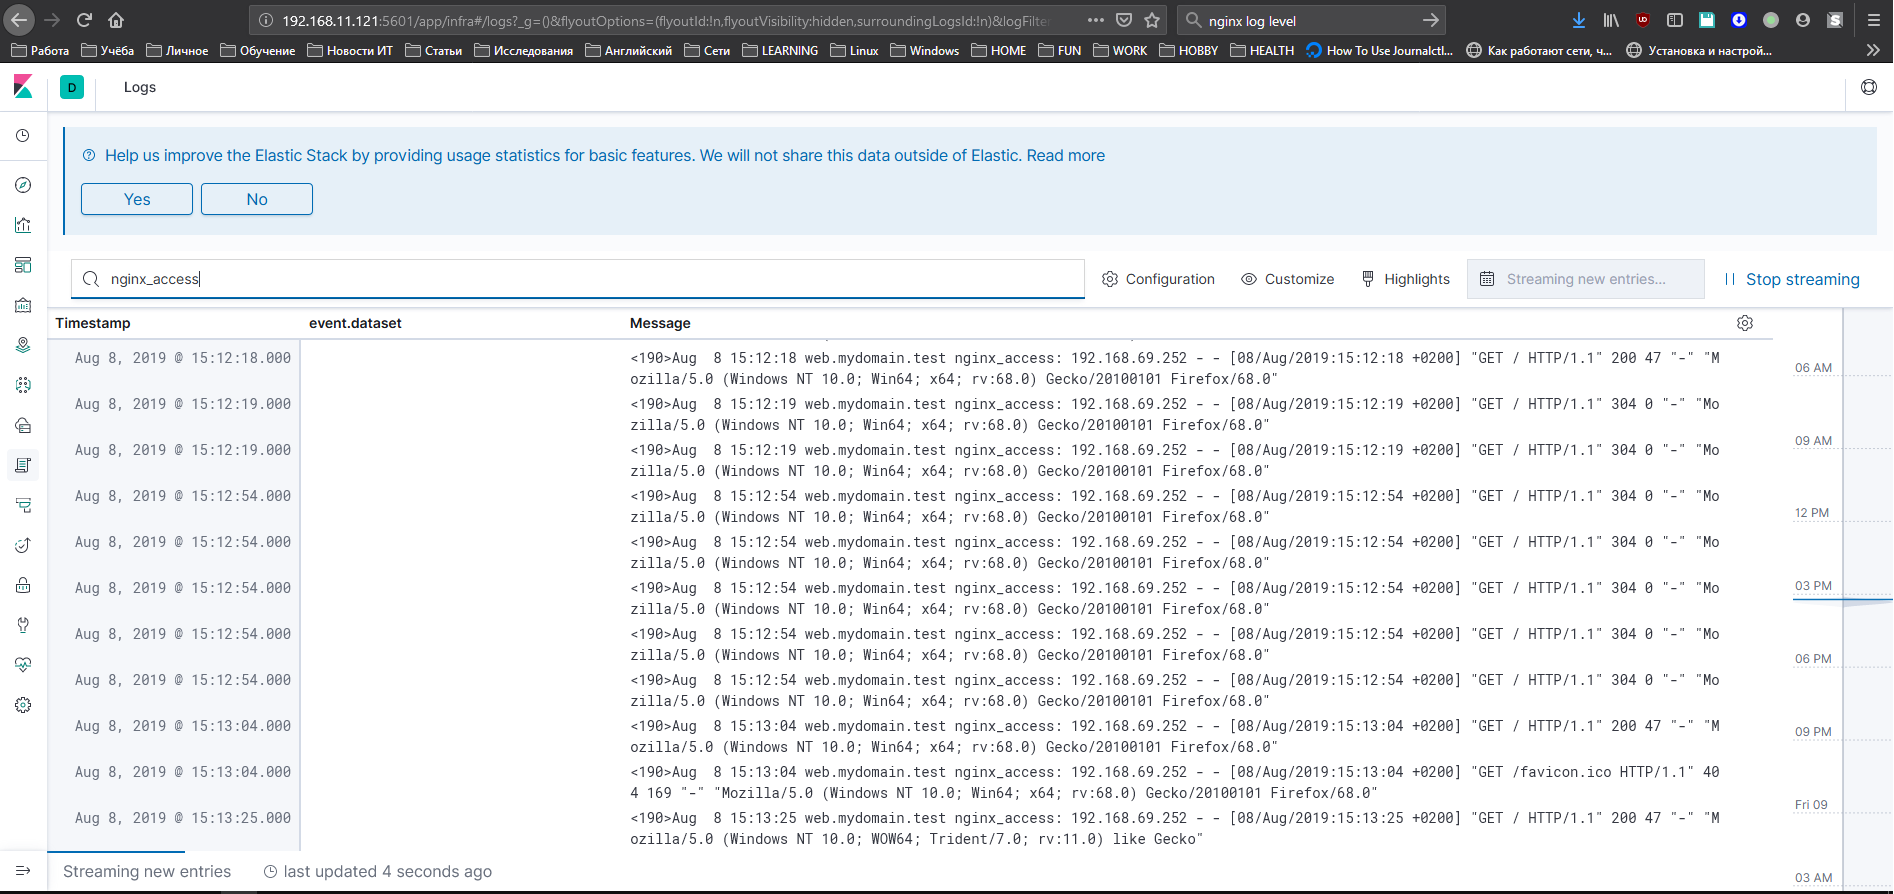 192.168.11.121:5601/app/infra#/logs?_g=()&flyoutOptions=(flyoutId:!n,flyoutVisibility:hidden,surroundingLogsId:!n)&logFilter
nginx log level
Работа Учёба Личное Обучение Новости ИТ Статьи Исследования Английский Сети LEARNING Linux Windows HOME FUN WORK HOBBY HEALTH How To Use Journalctl... Как работают сети, ч... Установка и настрой...
D Logs
Help us improve the Elastic Stack by providing usage statistics for basic features. We will not share this data outside of Elastic. Read more
Yes No
nginx_access Configuration Customize Highlights Streaming new entries... Stop streaming
Timestamp event.dataset Message
Aug 8, 2019 @ 15:12:18.000 <190>Aug  8 15:12:18 web.mydomain.test nginx_access: 192.168.69.252 - - [08/Aug/2019:15:12:18 +0200] "GET / HTTP/1.1" 200 47 "-" "M
ozilla/5.0 (Windows NT 10.0; Win64; x64; rv:68.0) Gecko/20100101 Firefox/68.0"
Aug 8, 2019 @ 15:12:19.000 <190>Aug  8 15:12:19 web.mydomain.test nginx_access: 192.168.69.252 - - [08/Aug/2019:15:12:19 +0200] "GET / HTTP/1.1" 304 0 "-" "Mo
zilla/5.0 (Windows NT 10.0; Win64; x64; rv:68.0) Gecko/20100101 Firefox/68.0"
Aug 8, 2019 @ 15:12:19.000 <190>Aug  8 15:12:19 web.mydomain.test nginx_access: 192.168.69.252 - - [08/Aug/2019:15:12:19 +0200] "GET / HTTP/1.1" 304 0 "-" "Mo
zilla/5.0 (Windows NT 10.0; Win64; x64; rv:68.0) Gecko/20100101 Firefox/68.0"
Aug 8, 2019 @ 15:12:54.000 <190>Aug  8 15:12:54 web.mydomain.test nginx_access: 192.168.69.252 - - [08/Aug/2019:15:12:54 +0200] "GET / HTTP/1.1" 304 0 "-" "Mo
zilla/5.0 (Windows NT 10.0; Win64; x64; rv:68.0) Gecko/20100101 Firefox/68.0"
Aug 8, 2019 @ 15:12:54.000 <190>Aug  8 15:12:54 web.mydomain.test nginx_access: 192.168.69.252 - - [08/Aug/2019:15:12:54 +0200] "GET / HTTP/1.1" 304 0 "-" "Mo
zilla/5.0 (Windows NT 10.0; Win64; x64; rv:68.0) Gecko/20100101 Firefox/68.0"
Aug 8, 2019 @ 15:12:54.000 <190>Aug  8 15:12:54 web.mydomain.test nginx_access: 192.168.69.252 - - [08/Aug/2019:15:12:54 +0200] "GET / HTTP/1.1" 304 0 "-" "Mo
zilla/5.0 (Windows NT 10.0; Win64; x64; rv:68.0) Gecko/20100101 Firefox/68.0"
Aug 8, 2019 @ 15:12:54.000 <190>Aug  8 15:12:54 web.mydomain.test nginx_access: 192.168.69.252 - - [08/Aug/2019:15:12:54 +0200] "GET / HTTP/1.1" 304 0 "-" "Mo
zilla/5.0 (Windows NT 10.0; Win64; x64; rv:68.0) Gecko/20100101 Firefox/68.0"
Aug 8, 2019 @ 15:12:54.000 <190>Aug  8 15:12:54 web.mydomain.test nginx_access: 192.168.69.252 - - [08/Aug/2019:15:12:54 +0200] "GET / HTTP/1.1" 304 0 "-" "Mo
zilla/5.0 (Windows NT 10.0; Win64; x64; rv:68.0) Gecko/20100101 Firefox/68.0"
Aug 8, 2019 @ 15:13:04.000 <190>Aug  8 15:13:04 web.mydomain.test nginx_access: 192.168.69.252 - - [08/Aug/2019:15:13:04 +0200] "GET / HTTP/1.1" 200 47 "-" "M
ozilla/5.0 (Windows NT 10.0; Win64; x64; rv:68.0) Gecko/20100101 Firefox/68.0"
Aug 8, 2019 @ 15:13:04.000 <190>Aug  8 15:13:04 web.mydomain.test nginx_access: 192.168.69.252 - - [08/Aug/2019:15:13:04 +0200] "GET /favicon.ico HTTP/1.1" 40
4 169 "-" "Mozilla/5.0 (Windows NT 10.0; Win64; x64; rv:68.0) Gecko/20100101 Firefox/68.0"
Aug 8, 2019 @ 15:13:25.000 <190>Aug  8 15:13:25 web.mydomain.test nginx_access: 192.168.69.252 - - [08/Aug/2019:15:13:25 +0200] "GET / HTTP/1.1" 200 47 "-" "M
ozilla/5.0 (Windows NT 10.0; WOW64; Trident/7.0; rv:11.0) like Gecko"
06 AM
09 AM
12 PM
03 PM
06 PM
09 PM
Fri 09
03 AM
Streaming new entries last updated 4 seconds ago